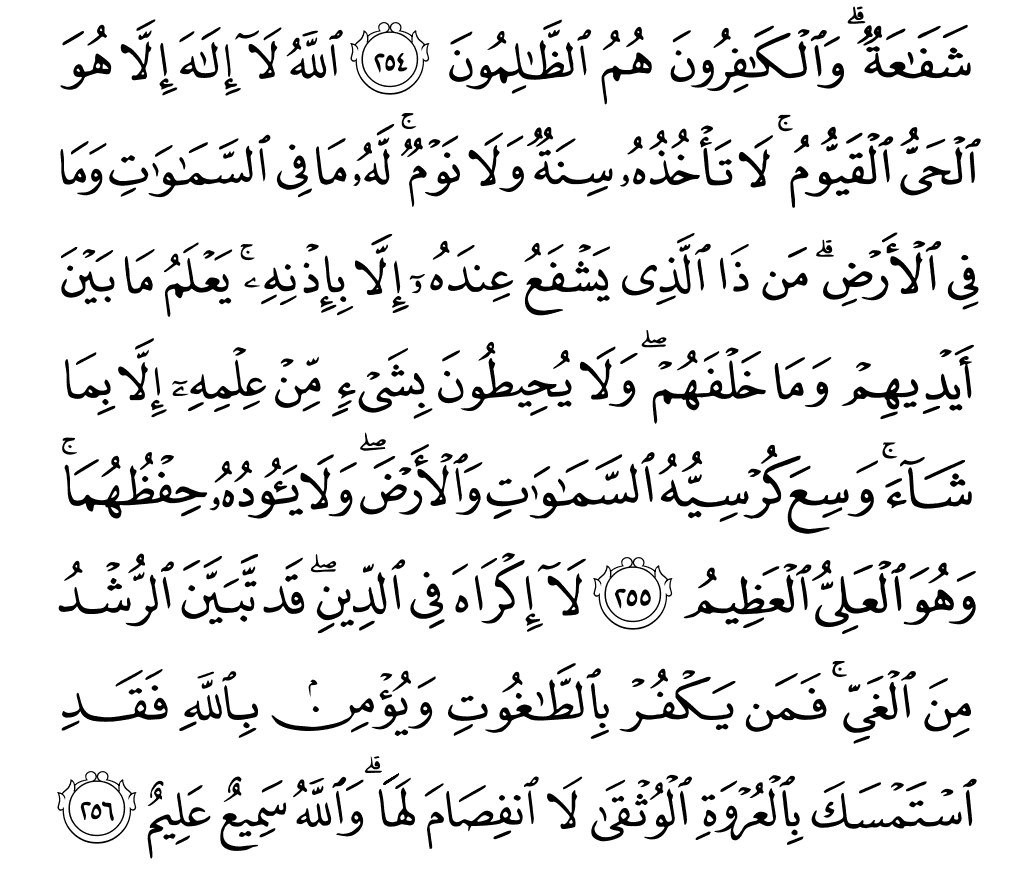 شَفَـٰعَةٌۭ ۗ وَٱلْكَـٰفِرُونَ هُمُ ٱلظَّـٰلِمُونَ ٢٥٤ ٱللَّهُ لَآ إِلَـٰهَ إِلَّا هُوَ
ٱلْحَىُّ ٱلْقَيُّومُ ۚ لَا تَأْخُذُهُۥ سِنَةٌۭ وَلَا نَوْمٌۭ ۚ لَّهُۥ مَا فِى ٱلسَّمَـٰوَٰتِ وَمَا
فِى ٱلْأَرْضِ ۗ مَن ذَا ٱلَّذِى يَشْفَعُ عِندَهُۥٓ إِلَّا بِإِذْنِهِۦ ۚ يَعْلَمُ مَا بَيْنَ
أَيْدِيهِمْ وَمَا خَلْفَهُمْ ۖ وَلَا يُحِيطُونَ بِشَىْءٍۢ مِّنْ عِلْمِهِۦٓ إِلَّا بِمَا
شَآءَ ۚ وَسِعَ كُرْسِيُّهُ ٱلسَّمَـٰوَٰتِ وَٱلْأَرْضَ ۖ وَلَا يَـُٔودُهُۥ حِفْظُهُمَا ۚ
وَهُوَ ٱلْعَلِىُّ ٱلْعَظِيمُ ٢٥٥ لَآ إِكْرَاهَ فِى ٱلدِّينِ ۖ قَد تَّبَيَّنَ ٱلرُّشْدُ
مِنَ ٱلْغَىِّ ۚ فَمَن يَكْفُرْ بِٱلطَّـٰغُوتِ وَيُؤْمِنۢ بِٱللَّهِ فَقَدِ
ٱسْتَمْسَكَ بِٱلْعُرْوَةِ ٱلْوُثْقَىٰ لَا ٱنفِصَامَ لَهَا ۗ وَٱللَّهُ سَمِيعٌ عَلِيمٌ ٢٥٦